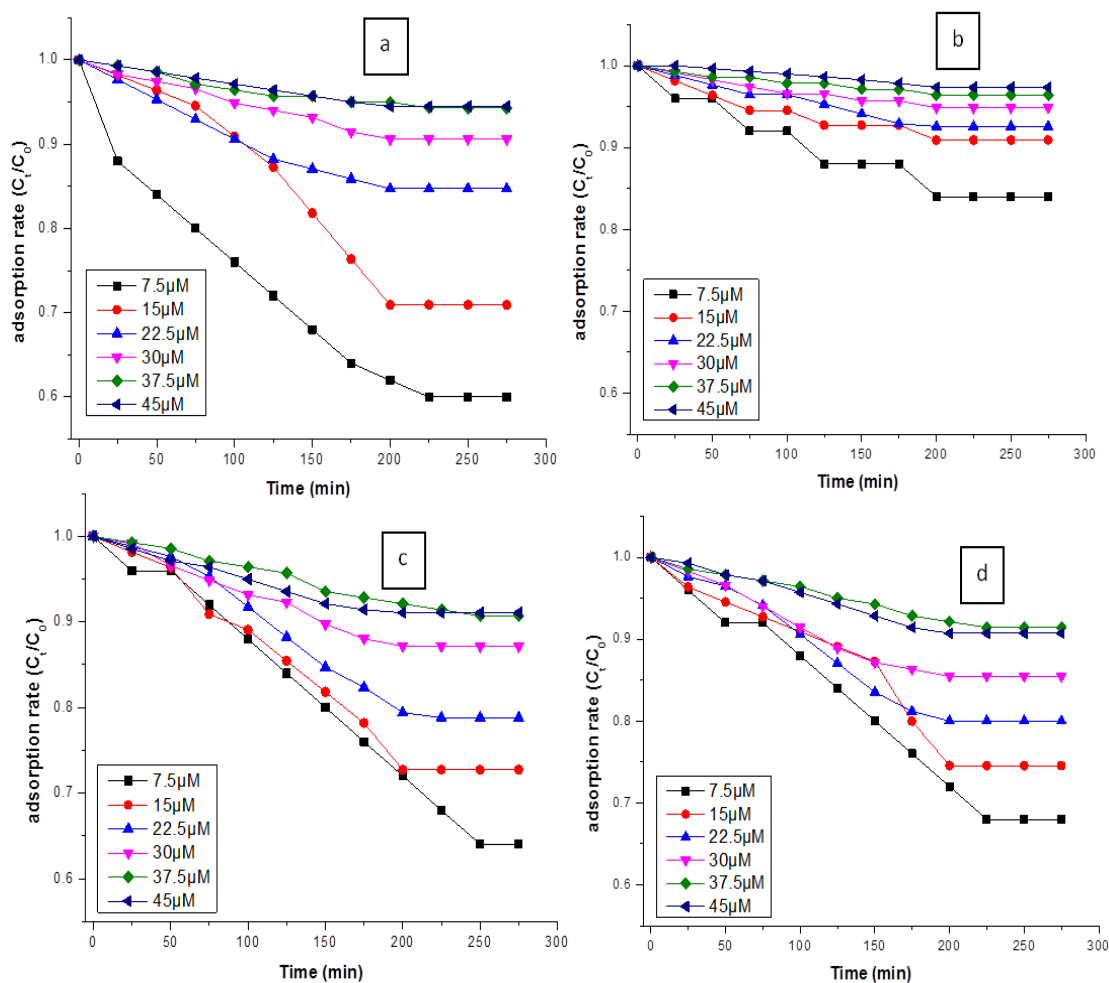 a
1.0
0.9
0.8
0.7
0.6
adsorption rate (Ct/C0)
7.5µM
15µM
22.5µM
30µM
37.5µM
45µM
0 50 100 150 200 250 300
Time (min)
b
1.0
0.9
0.8
0.7
0.6
adsorption rate (Ct/C0)
7.5µM
15µM
22.5µM
30µM
37.5µM
45µM
0 50 100 150 200 250 300
Time (min)
c
1.0
0.9
0.8
0.7
0.6
adsorption rate (Ct/C0)
7.5µM
15µM
22.5µM
30µM
37.5µM
45µM
0 50 100 150 200 250 300
Time (min)
d
1.0
0.9
0.8
0.7
0.6
adsorption rate (Ct/C0)
7.5µM
15µM
22.5µM
30µM
37.5µM
45µM
0 50 100 150 200 250 300
Time (min)